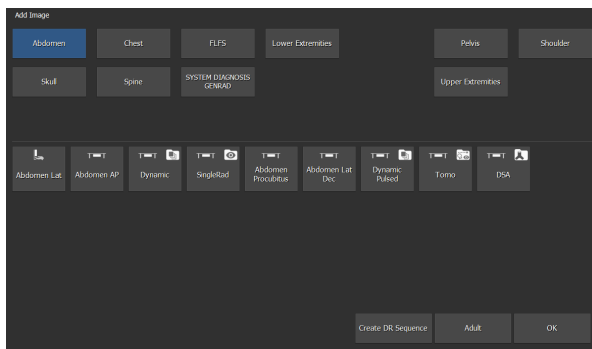 Add Image
Abdomen
Chest
FLFS
Lower Extremities
Pelvis
Shoulder
Skull
Spine
SYSTEM DIAGNOSIS
GENRAD
Upper Extremities
Abdomen Lat
Abdomen AP
Dynamic
SingleRad
Abdomen
Procubitus
Abdomen Lat
Dec
Dynamic
Pulsed
Tomo
DSA
Create DR Sequence
Adult
OK